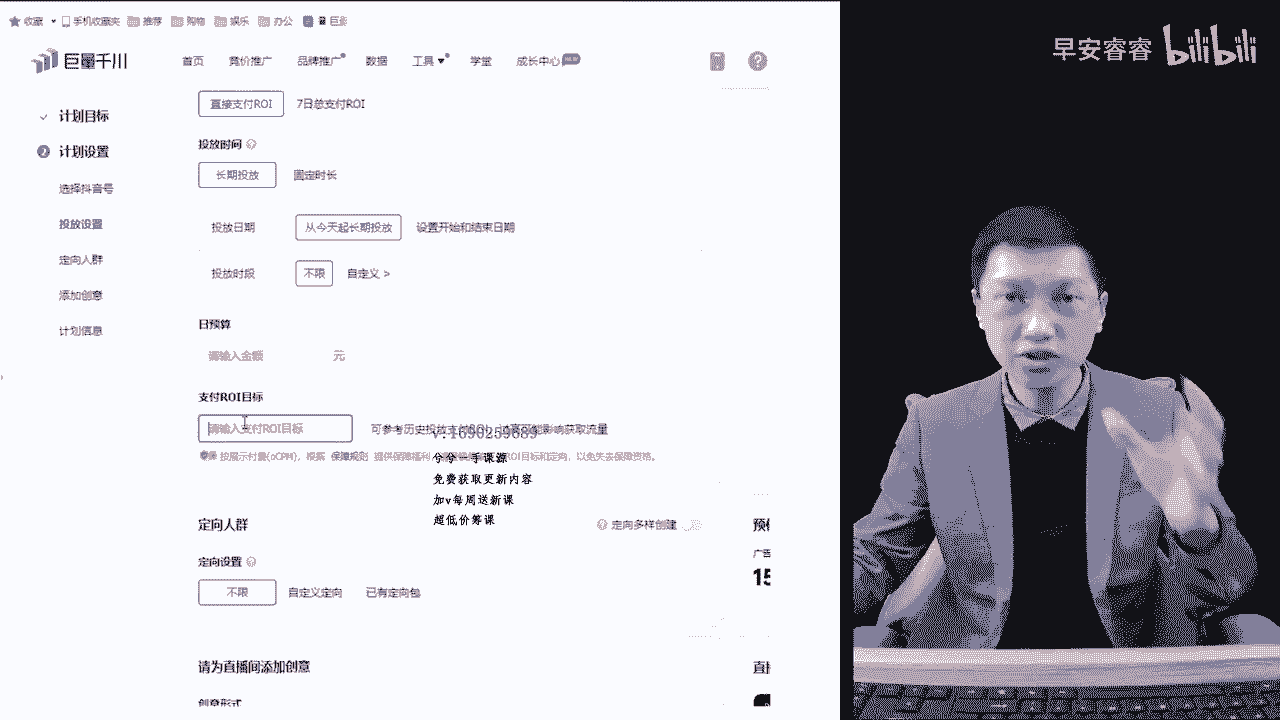 收藏 手机收藏夹 推荐 购物 娱乐 办公
早安睿睿 bilibili
巨量千川 首页 竞价推广 品牌推广 数据 工具 学堂 成长中心 NEW
计划目标
计划设置
选择抖音号
投放设置
定向人群
添加创意
计划信息
直接支付ROI 7日总支付ROI
投放时间
长期投放 固定时长
投放日期 从今天起长期投放 设置开始和结束日期
投放时段 不限 自定义 >
日预算
请输入金额 元
支付ROI目标
请输入支付ROI目标 可参考历史投放支付ROI，过高可能影响获取流量
按展示付费(oCPM)，根据 保障规则 提供保障福利 ROI目标和定向，以免失去保障资格。
兮兮一手课源
免费获取更新内容
加v每周送新课
超低价筹课
定向人群 定向多样创建
定向设置
不限 自定义定向 已有定向包
请为直播间添加创意
创意形式
广告
15